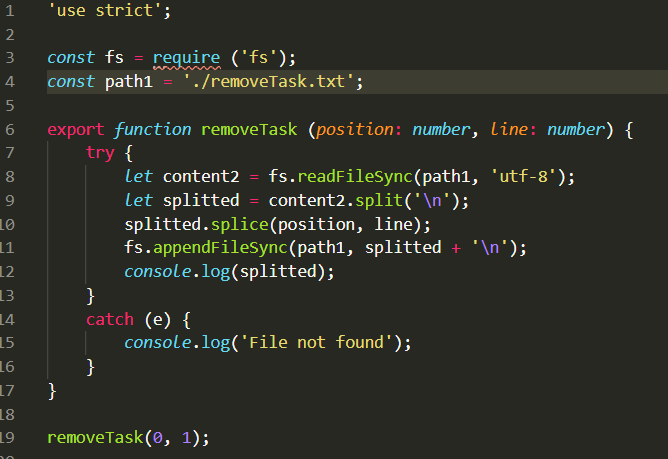 1 'use strict';
2
3 const fs = require ('fs');
4 const path1 = './removeTask.txt';
5
6 export function removeTask (position: number, line: number) {
7 try {
8 let content2 = fs.readFileSync(path1, 'utf-8');
9 let splitted = content2.split('\n');
10 splitted.splice(position, line);
11 fs.appendFileSync(path1, splitted + '\n');
12 console.log(splitted);
13 }
14 catch (e) {
15 console.log('File not found');
16 }
17 }
18
19 removeTask(0, 1);
20